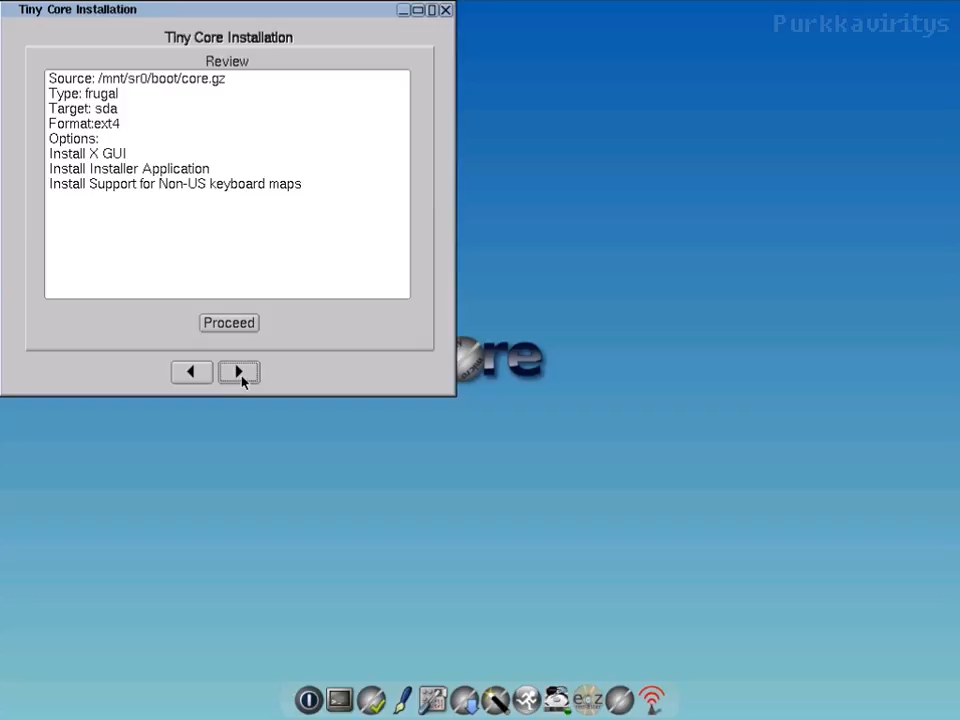 Tiny Core Installation
Purkkaviritys
Tiny Core Installation
Review
Source: /mnt/sr0/boot/core.gz
Type: frugal
Target: sda
Format:ext4
Options:
Install X GUI
Install Installer Application
Install Support for Non-US keyboard maps
Proceed
re